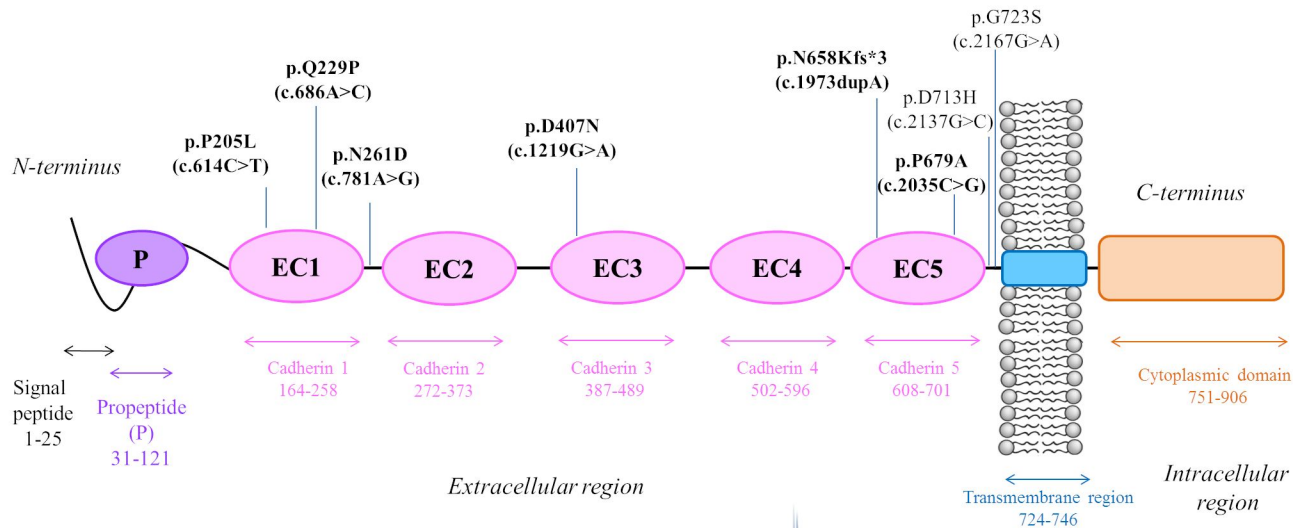 p.G723S
(c.2167G>A)
p.N658Kfs*3
(c.1973dupA)
p.Q229P
(c.686A>C)
p.D713H
(c.2137G>C)
p.D407N
(c.1219G>A)
p.P205L
(c.614C>T)
p.N261D
(c.781A>G)
p.P679A
(c.2035C>G)
N-terminus
C-terminus
P
EC1
EC2
EC3
EC4
EC5
Signal
peptide
1-25
Propeptide
(P)
31-121
Cadherin 1
164-258
Cadherin 2
272-373
Cadherin 3
387-489
Cadherin 4
502-596
Cadherin 5
608-701
Cytoplasmic domain
751-906
Extracellular region
Transmembrane region
724-746
Intracellular
region